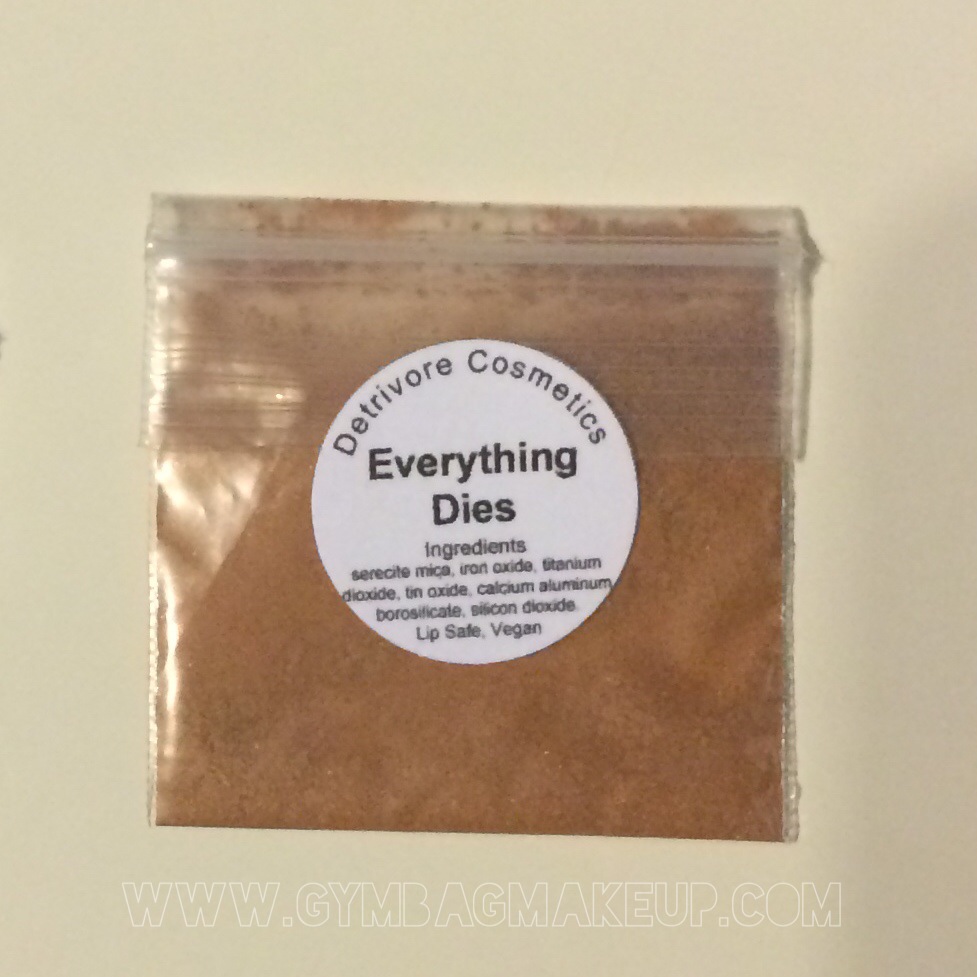 Detrivore Cosmetics
Everything
Dies
Ingredients
serecite mica, iron oxide, titanium
dioxide, tin oxide, calcium aluminum
borosificate, silicon dioxide
Lip Safe, Vegan
WWW.GYMBAGMAKEUP.COM